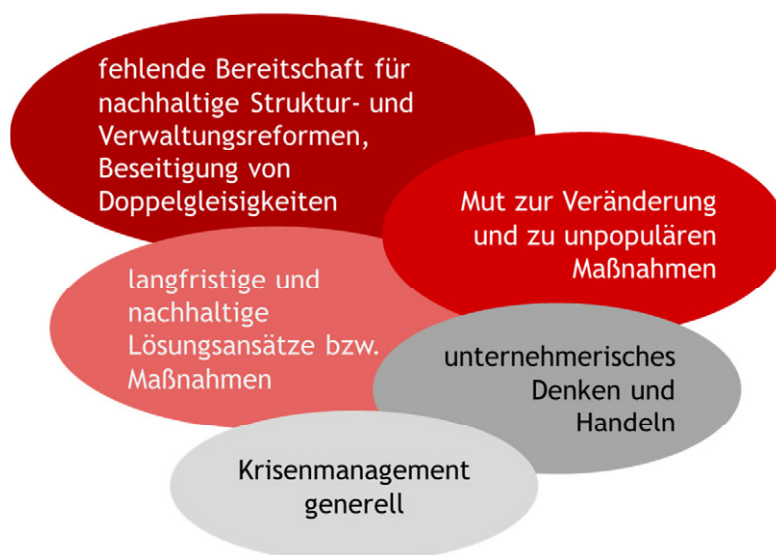 fehlende Bereitschaft für
nachhaltige Struktur- und
Verwaltungsreformen,
Beseitigung von
Doppelgleisigkeiten
Mut zur Veränderung
und zu unpopulären
Maßnahmen
langfristige und
nachhaltige
Lösungsansätze bzw.
Maßnahmen
unternehmerisches
Denken und
Handeln
Krisenmanagement
generell